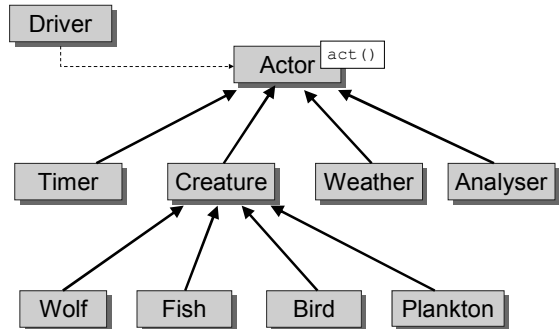 Driver
Actor
act()
Timer
Creature
Weather
Analyser
Wolf
Fish
Bird
Plankton